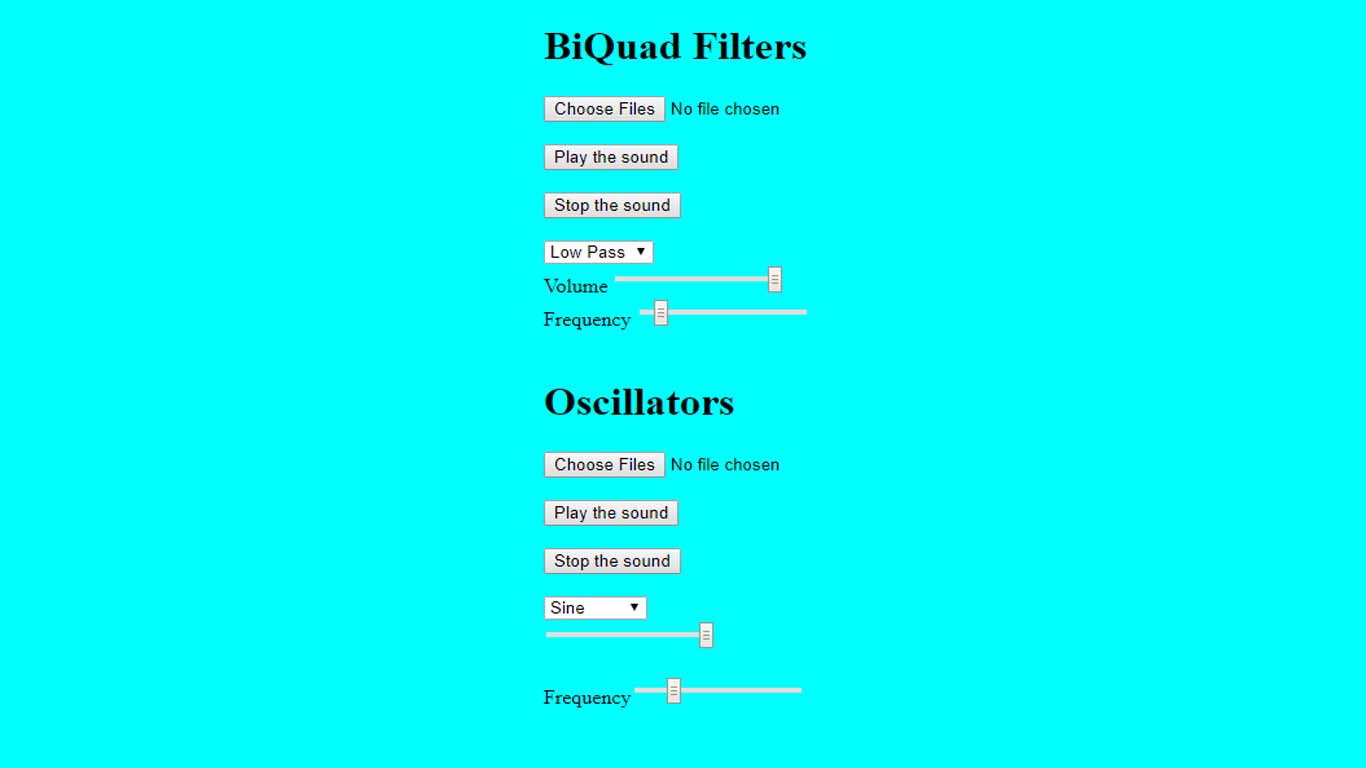 BiQuad Filters
Choose Files No file chosen
Play the sound
Stop the sound
Low Pass
Volume
Frequency
Oscillators
Choose Files No file chosen
Play the sound
Stop the sound
Sine
Frequency